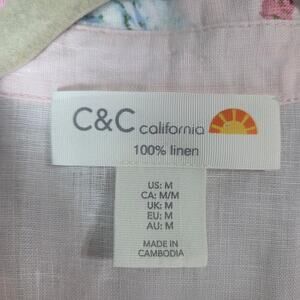 C&C california
100% linen
US: M
CA: M/M
UK: M
EU: M
AU: M
MADE IN
CAMBODIA